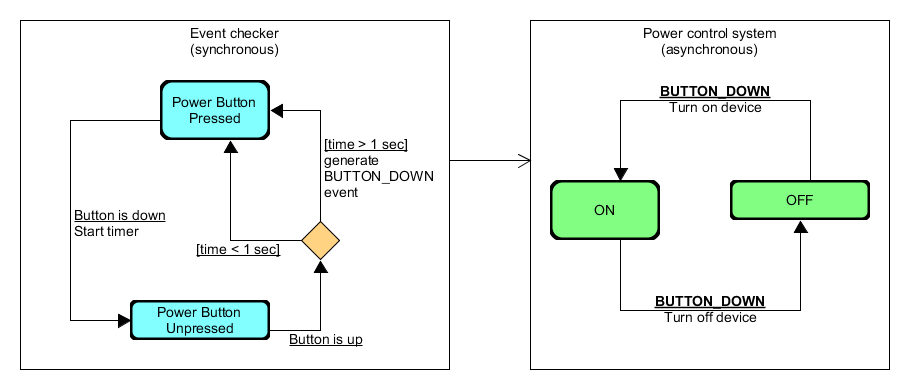 Event checker
(synchronous)
Power Button
Pressed
[time > 1 sec]
generate
BUTTON_DOWN
event
Button is down
Start timer
[time < 1 sec]
Power Button
Unpressed
Button is up
Power control system
(asynchronous)
BUTTON_DOWN
Turn on device
ON
OFF
BUTTON_DOWN
Turn off device